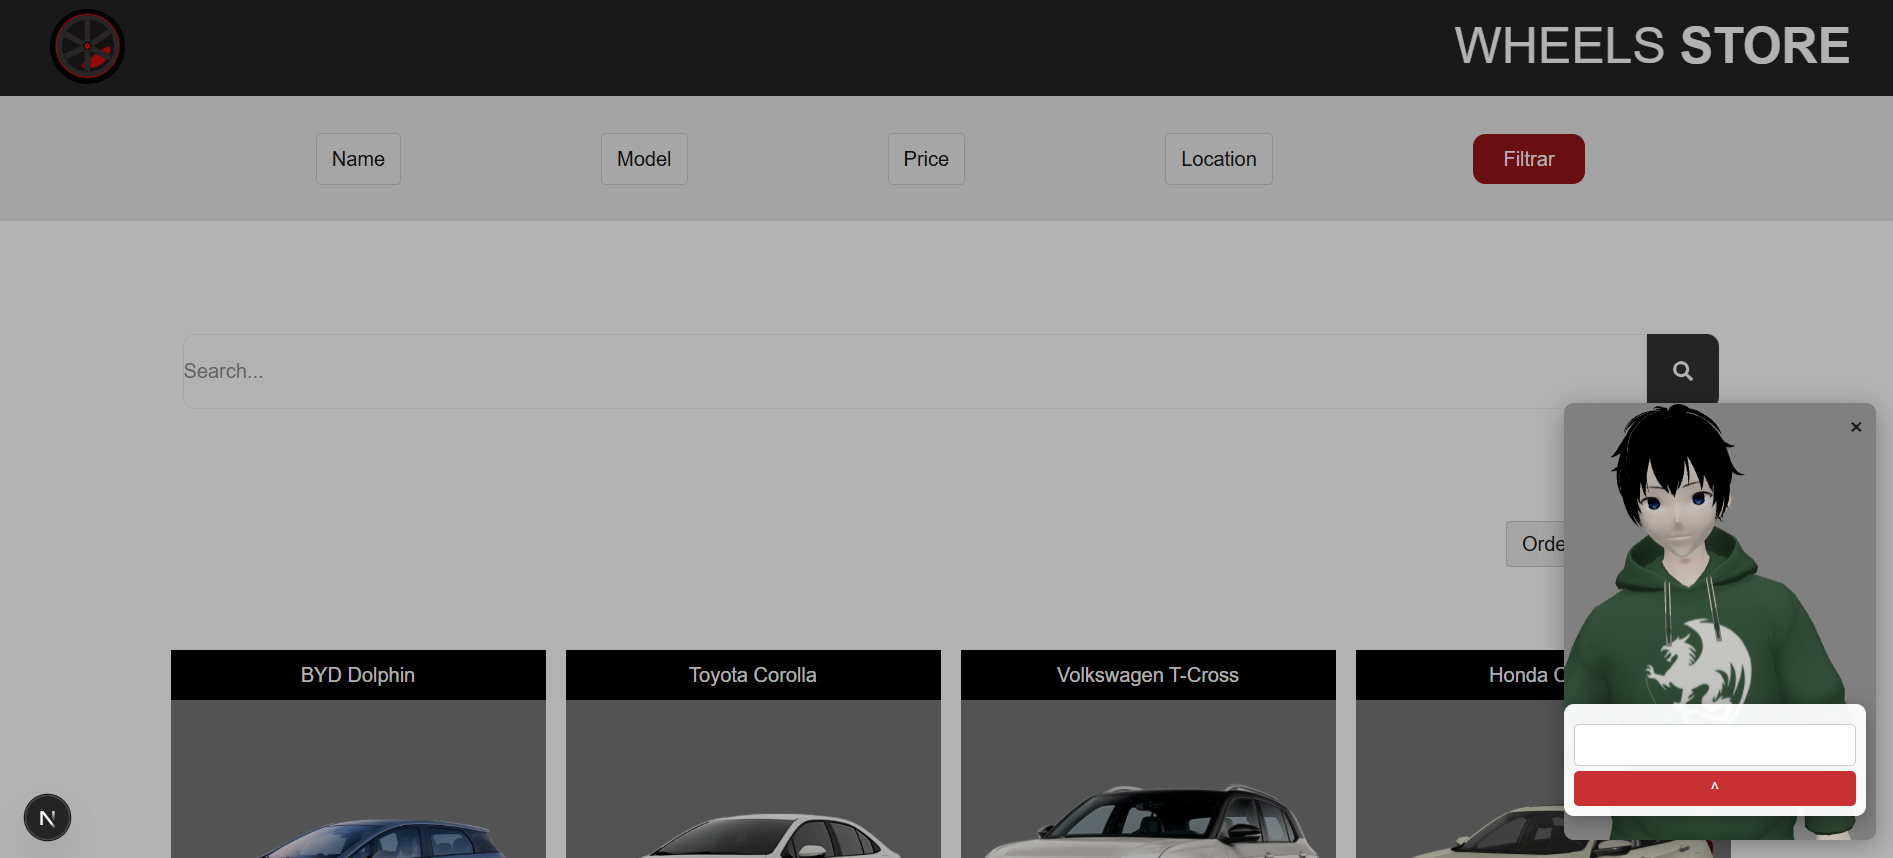 WHEELS STORE
Name
Model
Price
Location
Filtrar
Search...
×
Orde
BYD Dolphin
Toyota Corolla
Volkswagen T-Cross
Honda C
^
N